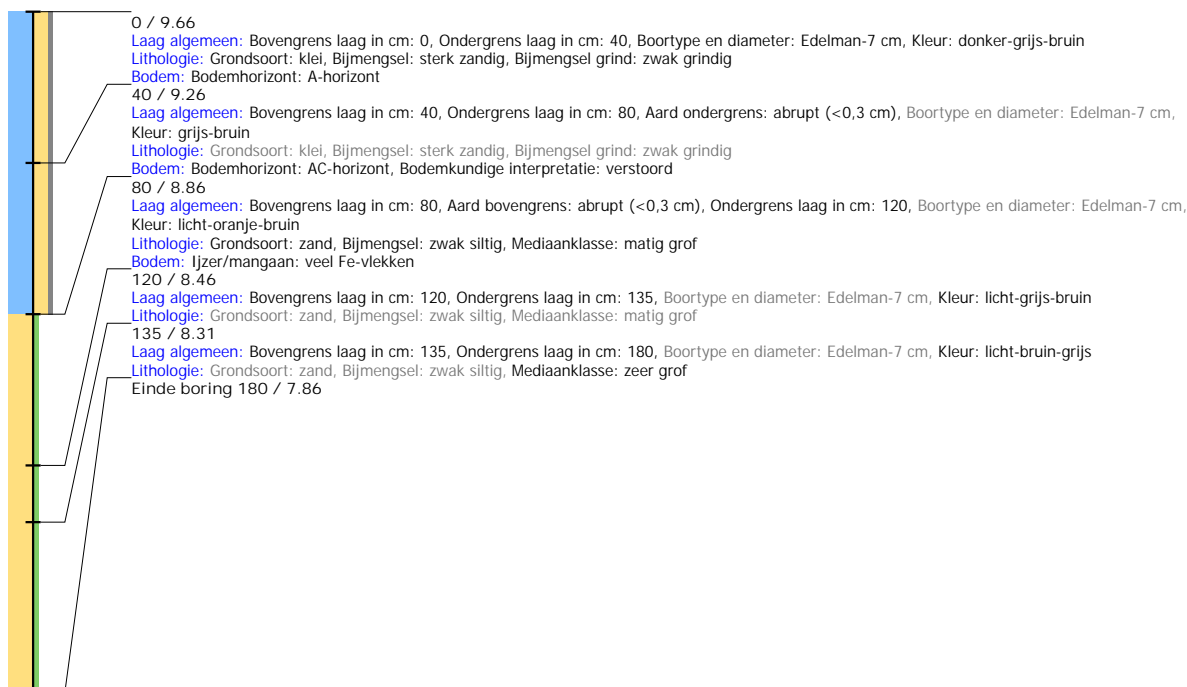 0 / 9.66
Laag algemeen: Bovengrens laag in cm: 0, Ondergrens laag in cm: 40, Boortype en diameter: Edelman-7 cm, Kleur: donker-grijs-bruin
Lithologie: Grondsoort: klei, Bijmengsel: sterk zandig, Bijmengsel grind: zwak grindig
Bodem: Bodemhorizont: A-horizont
40 / 9.26
Laag algemeen: Bovengrens laag in cm: 40, Ondergrens laag in cm: 80, Aard ondergrens: abrupt (<0,3 cm), Boortype en diameter: Edelman-7 cm,
Kleur: grijs-bruin
Lithologie: Grondsoort: klei, Bijmengsel: sterk zandig, Bijmengsel grind: zwak grindig
Bodem: Bodemhorizont: AC-horizont, Bodemkundige interpretatie: verstoord
80 / 8.86
Laag algemeen: Bovengrens laag in cm: 80, Aard bovengrens: abrupt (<0,3 cm), Ondergrens laag in cm: 120, Boortype en diameter: Edelman-7 cm,
Kleur: licht-oranje-bruin
Lithologie: Grondsoort: zand, Bijmengsel: zwak siltig, Mediaanklasse: matig grof
Bodem: Ijzer/mangaan: veel Fe-vlekken
120 / 8.46
Laag algemeen: Bovengrens laag in cm: 120, Ondergrens laag in cm: 135, Boortype en diameter: Edelman-7 cm, Kleur: licht-grijs-bruin
Lithologie: Grondsoort: zand, Bijmengsel: zwak siltig, Mediaanklasse: matig grof
135 / 8.31
Laag algemeen: Bovengrens laag in cm: 135, Ondergrens laag in cm: 180, Boortype en diameter: Edelman-7 cm, Kleur: licht-bruin-grijs
Lithologie: Grondsoort: zand, Bijmengsel: zwak siltig, Mediaanklasse: zeer grof
Einde boring 180 / 7.86